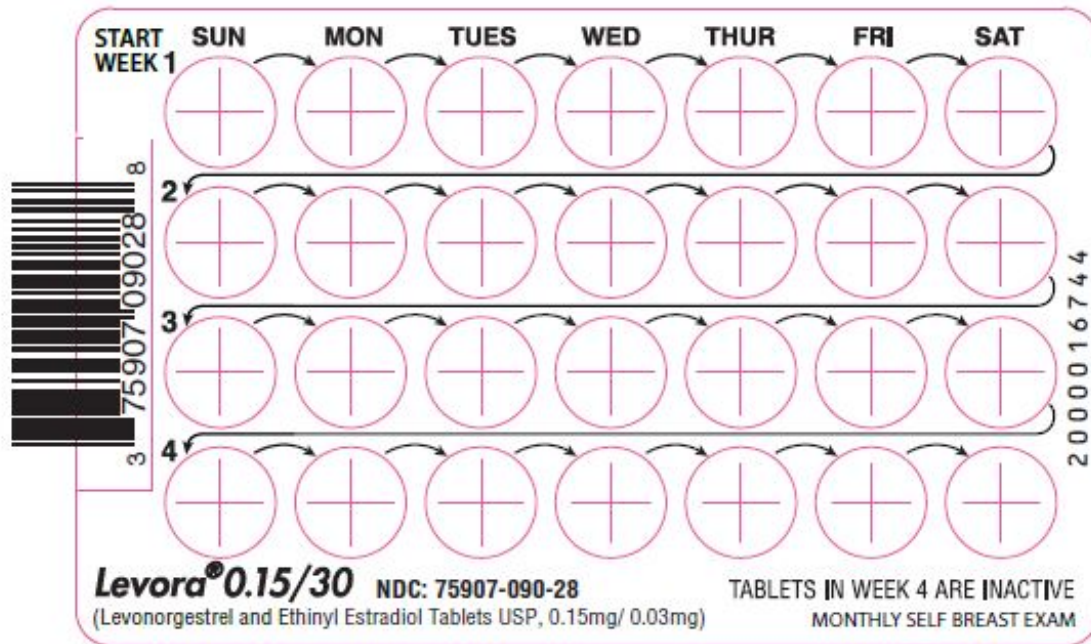 START SUN MON TUES WED THUR FRI SAT
WEEK 1
2
3
4
3 75907 09028 8
2000016744
Levora® 0.15/30 NDC: 75907-090-28 TABLETS IN WEEK 4 ARE INACTIVE
(Levonorgestrel and Ethinyl Estradiol Tablets USP, 0.15mg/ 0.03mg) MONTHLY SELF BREAST EXAM